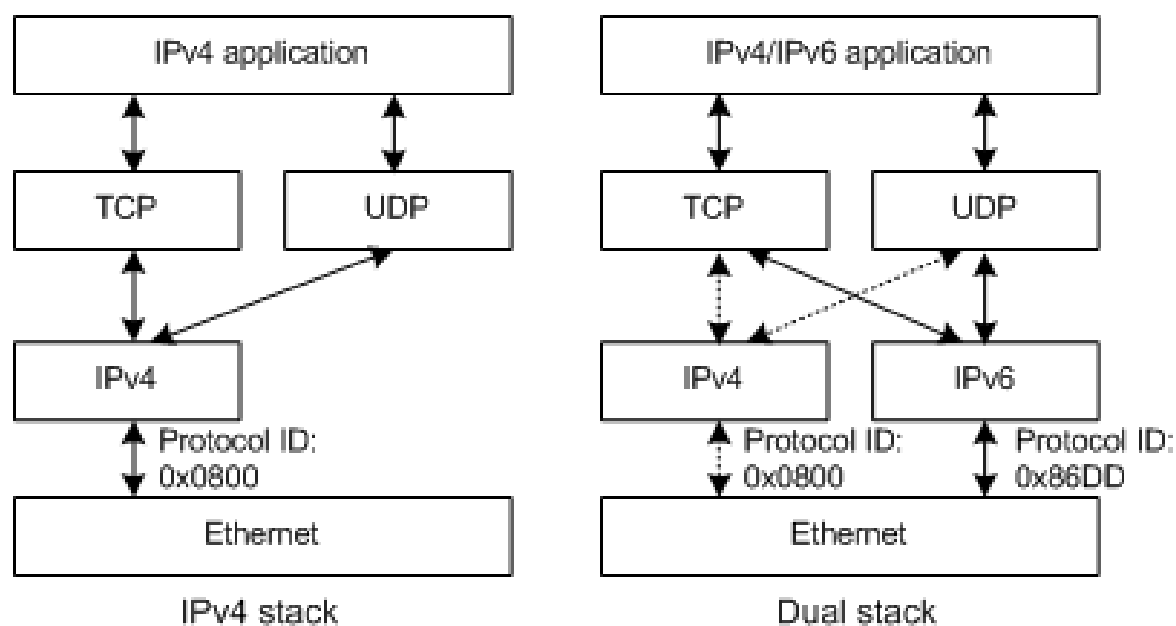 IPv4 application
TCP
UDP
IPv4
Protocol ID:
0x0800
Ethernet
IPv4 stack
IPv4/IPv6 application
TCP
UDP
IPv4
IPv6
Protocol ID:
0x0800
Protocol ID:
0x86DD
Ethernet
Dual stack